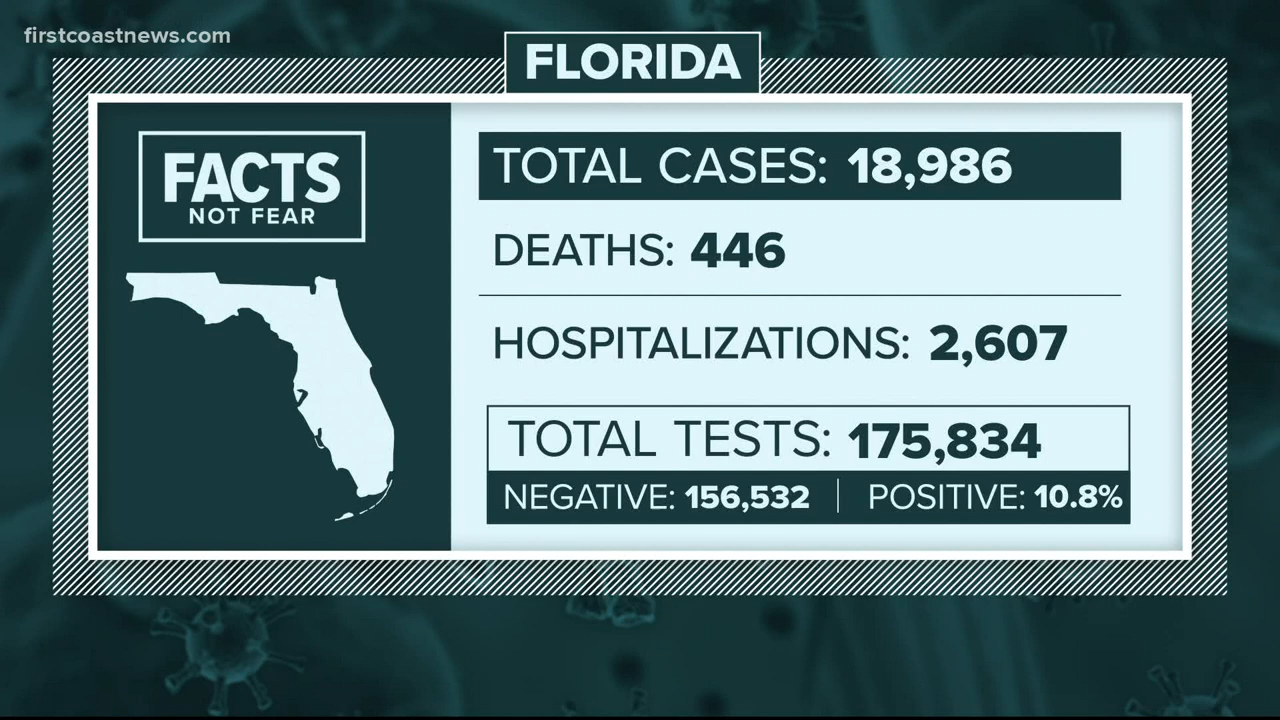 firstcoastnews.com
FLORIDA
FACTS
NOT FEAR
TOTAL CASES: 18,986
DEATHS: 446
HOSPITALIZATIONS: 2,607
TOTAL TESTS: 175,834
NEGATIVE: 156,532 | POSITIVE: 10.8%